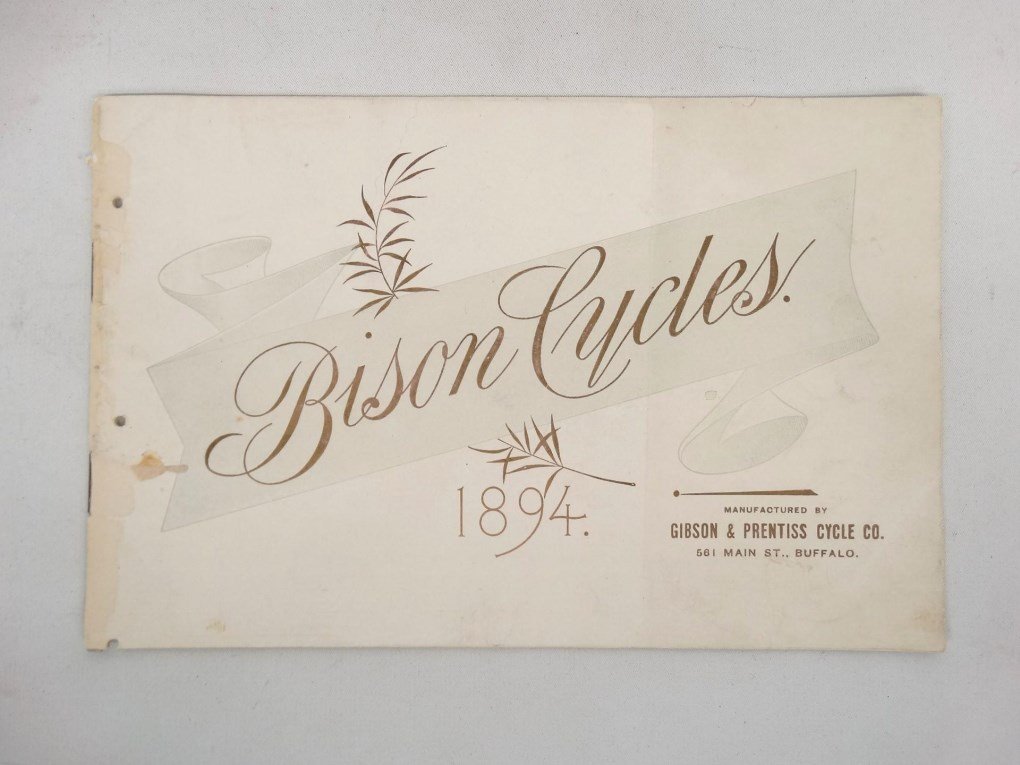 Bison Cycles.
1894.
MANUFACTURED BY
GIBSON & PRENTISS CYCLE CO.
561 MAIN ST., BUFFALO.